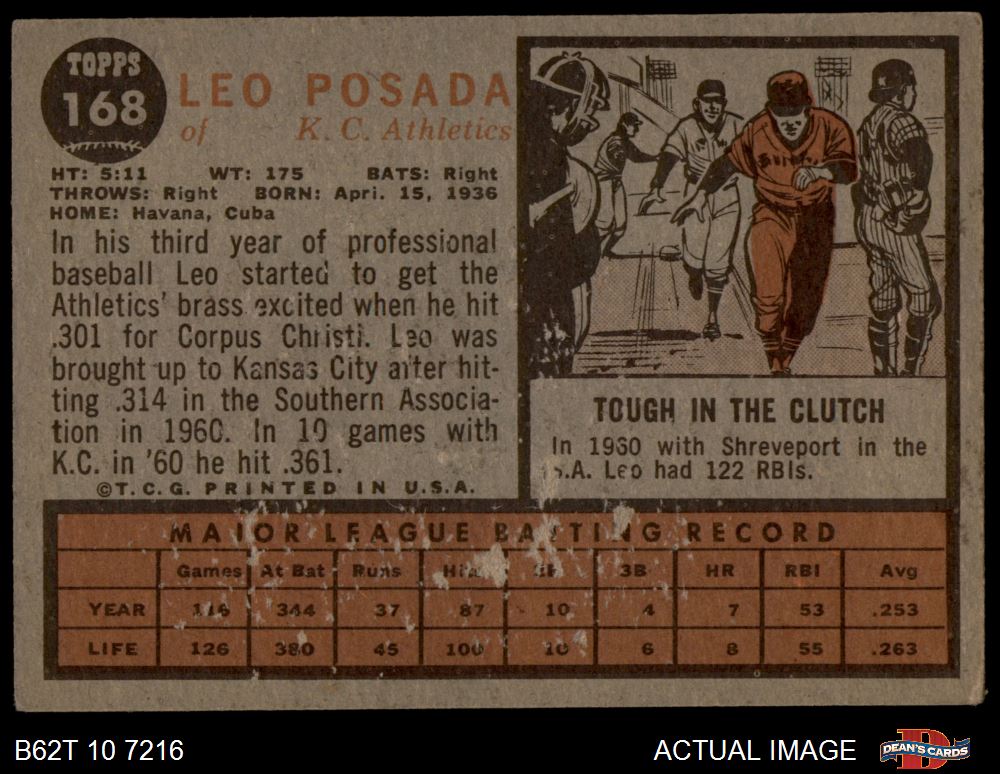 TOPPS
168
LEO POSADA
of K. C. Athletics
HT: 5:11 WT: 175 BATS: Right
THROWS: Right BORN: Apri. 15, 1936
HOME: Havana, Cuba
In his third year of professional
baseball Leo started to get the
Athletics' brass excited when he hit
.301 for Corpus Christi. Leo was
brought up to Kansas City after hit-
ting .314 in the Southern Associa-
tion in 1960. In 10 games with
K.C. in '60 he hit .361.
©T.C.G. PRINTED IN U.S.A.
TOUGH IN THE CLUTCH
In 1960 with Shreveport in the
S.A. Leo had 122 RBIs.
MAJOR LEAGUE BATTING RECORD
Games At Bat Runs Hits 2B 3B HR RBI Avg
YEAR 116 344 37 87 10 4 7 53 .253
LIFE 126 380 45 100 10 6 8 55 .263
B62T 10 7216
ACTUAL IMAGE
DEAN'S CARDS